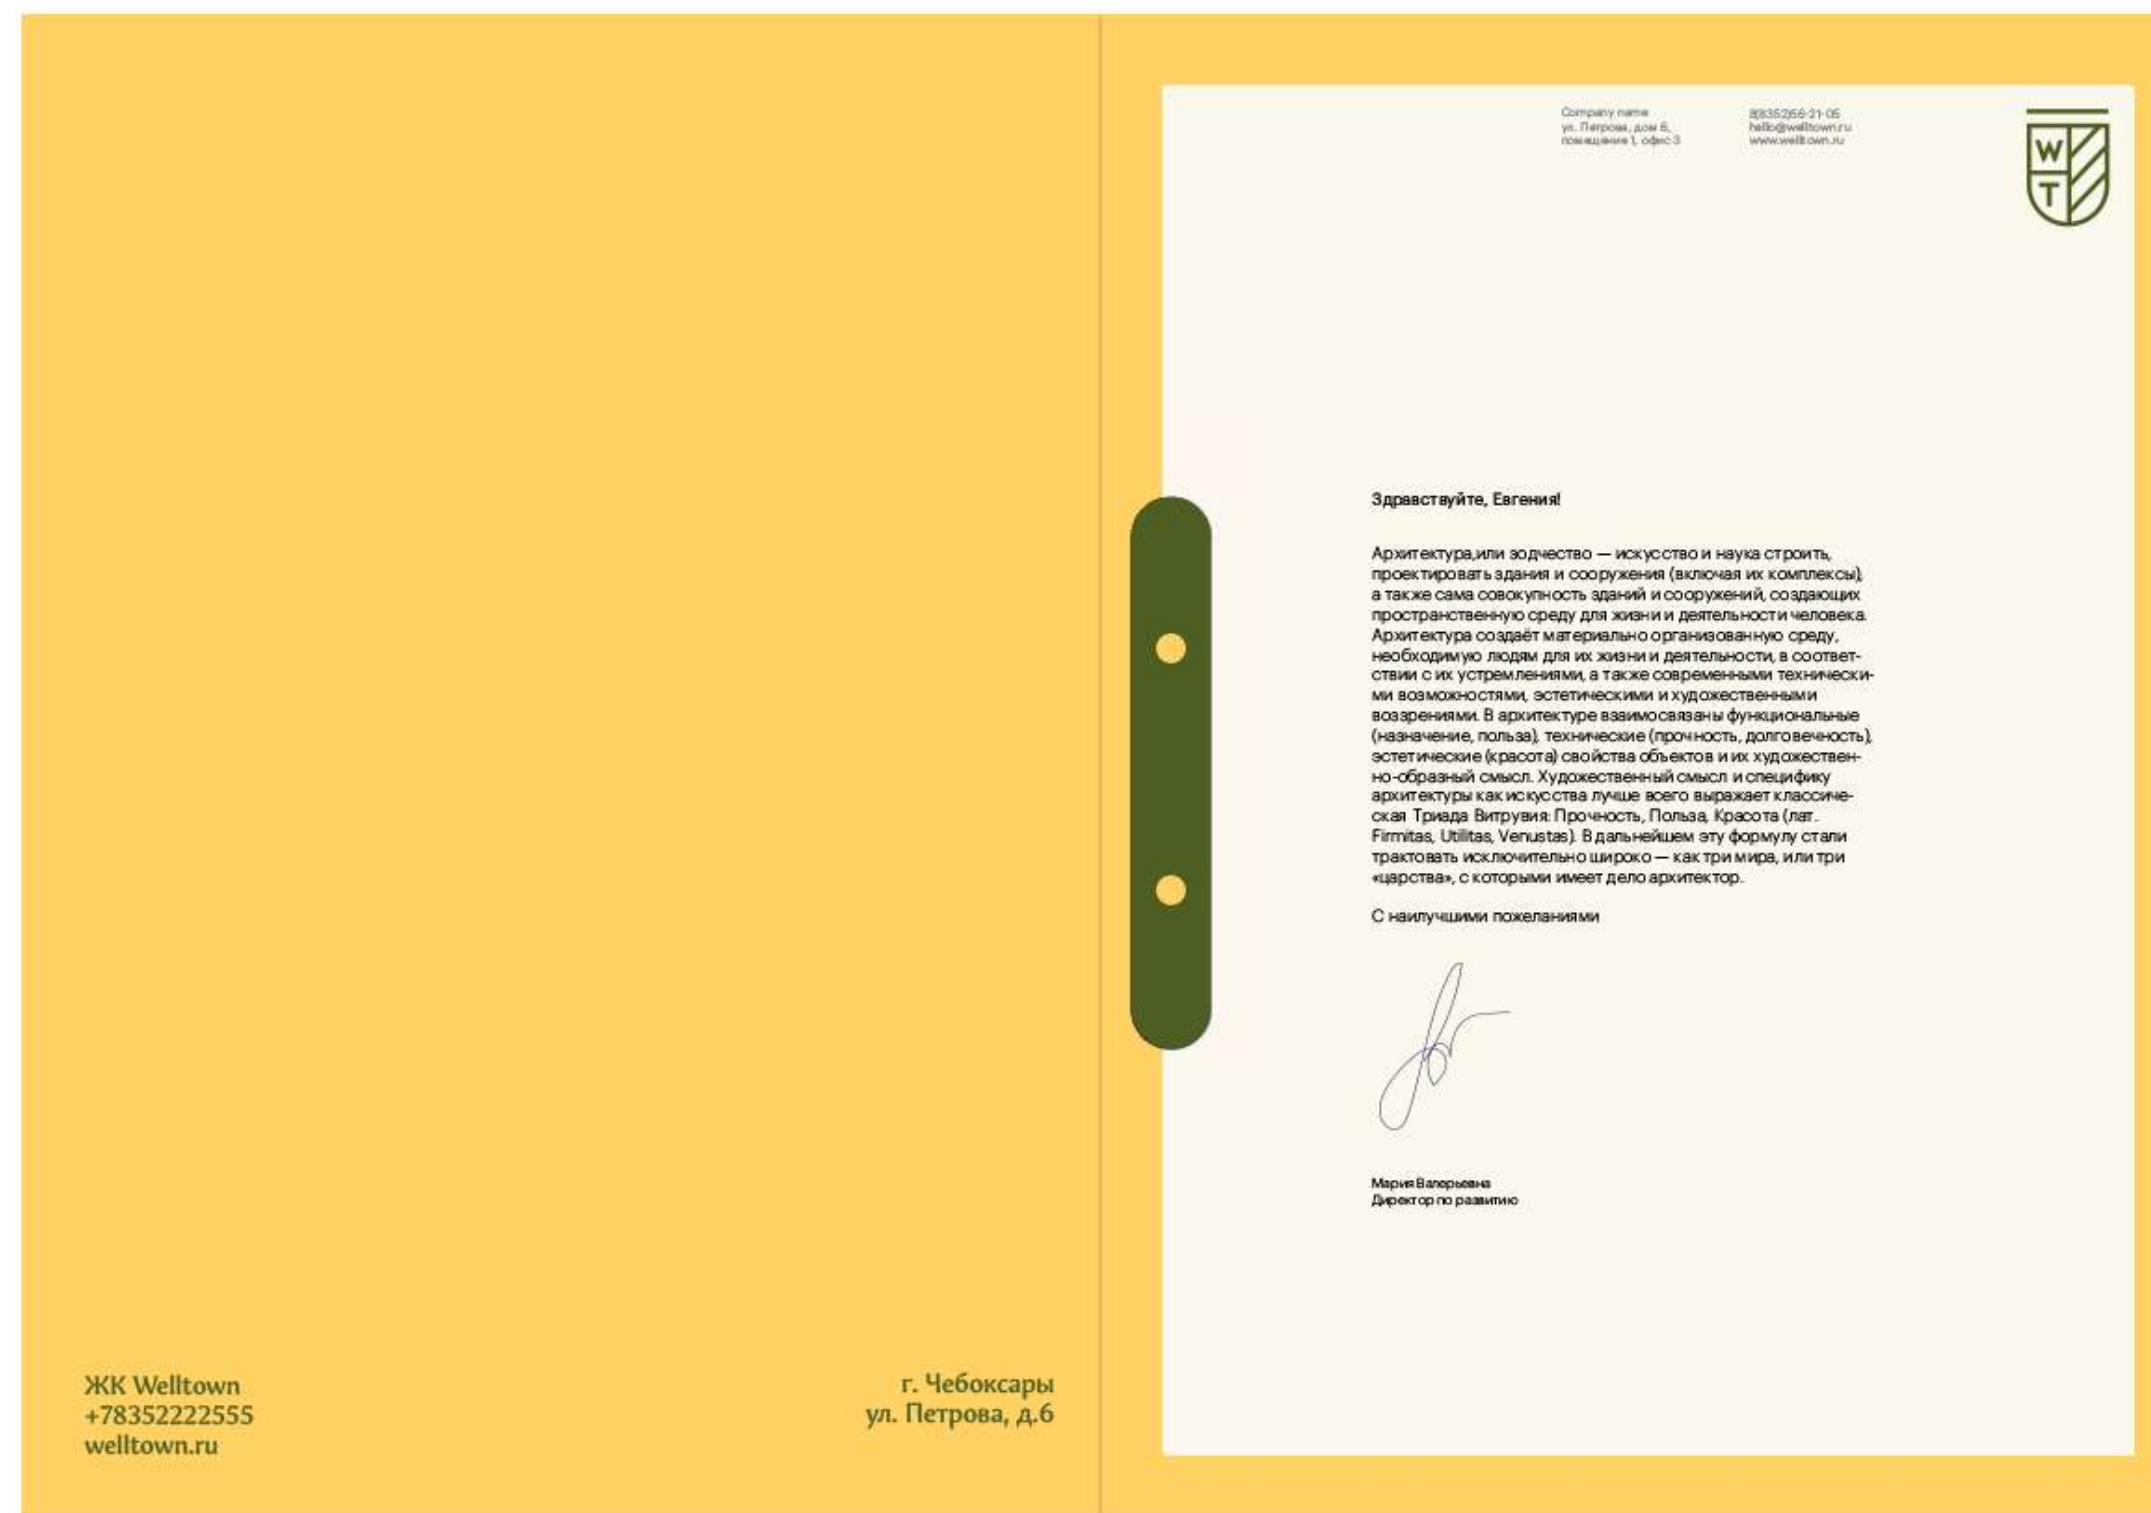 Company name
ул. Петрова, дом 6,
помещение 1, офис 3
8(8352)56-21-05
hello@welltown.ru
www.welltown.ru
W
T
Здравствуйте, Евгения!
Архитектура,или зодчество — искусство и наука строить,
проектировать здания и сооружения (включая их комплексы),
а также сама совокупность зданий и сооружений, создающих
пространственную среду для жизни и деятельности человека.
Архитектура создаёт материально организованную среду,
необходимую людям для их жизни и деятельности, в соответ-
ствии с их устремлениями, а также современными технически-
ми возможностями, эстетическими и художественными
воззрениями. В архитектуре взаимосвязаны функциональные
(назначение, польза), технические (прочность, долговечность),
эстетические (красота) свойства объектов и их художествен-
но-образный смысл. Художественный смысл и специфику
архитектуры как искусства лучше всего выражает классиче-
ская Триада Витрувия: Прочность, Польза, Красота (лат.
Firmitas, Utilitas, Venustas). В дальнейшем эту формулу стали
трактовать исключительно широко — как три мира, или три
«царства», с которыми имеет дело архитектор.
С наилучшими пожеланиями
Мария Валерьевна
Директор по развитию
ЖК Welltown
+78352222555
welltown.ru
г. Чебоксары
ул. Петрова, д.6